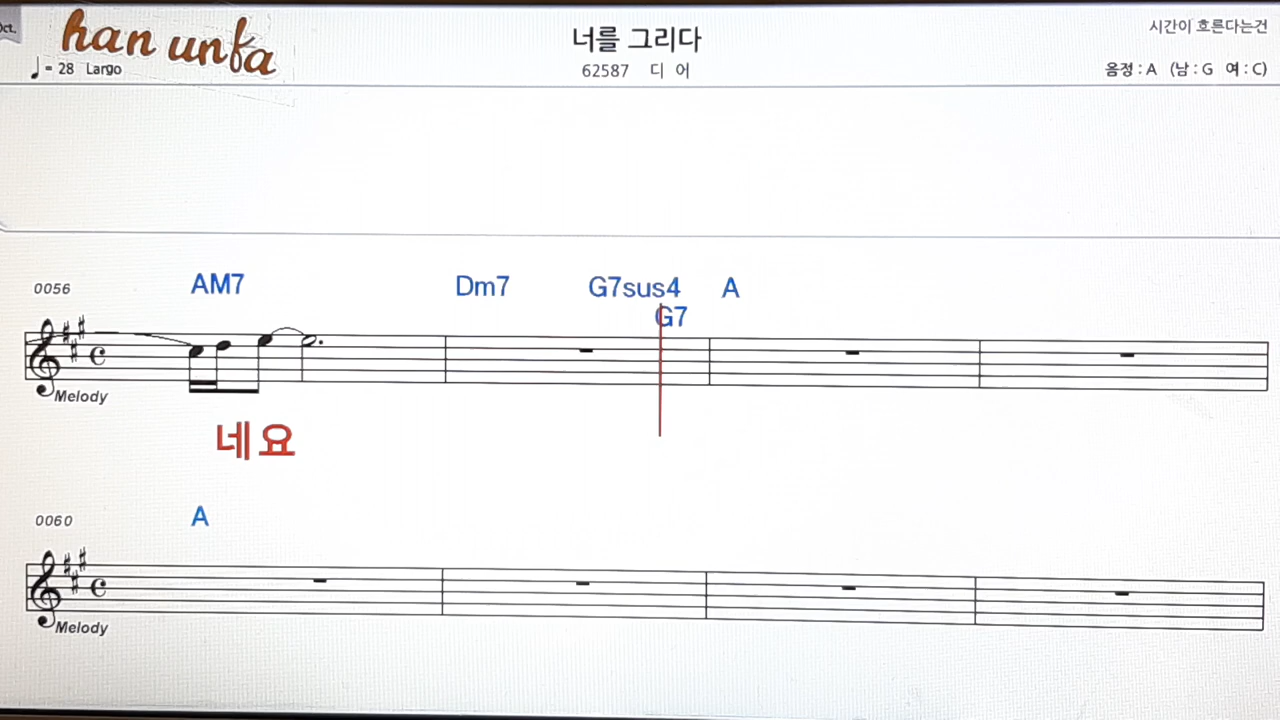 Oct.
han unfa
너를 그리다
시간이 흐른다는건
♩= 28 Largo
62587 디 어
음정 : A (남 : G 여 : C)
0056
AM7 Dm7 G7sus4 A
G7
Melody
네 요
0060
A
Melody